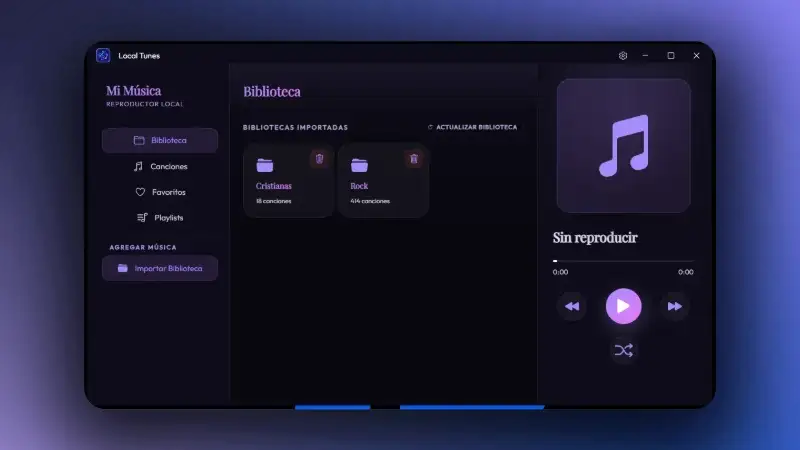 Local Tunes
Mi Música
REPRODUCTOR LOCAL
Biblioteca
Canciones
Favoritos
Playlists
AGREGAR MÚSICA
Importar Biblioteca
Biblioteca
BIBLIOTECAS IMPORTADAS
ACTUALIZAR BIBLIOTECA
Cristianas
18 canciones
Rock
414 canciones
Sin reproducir
0:00
0:00